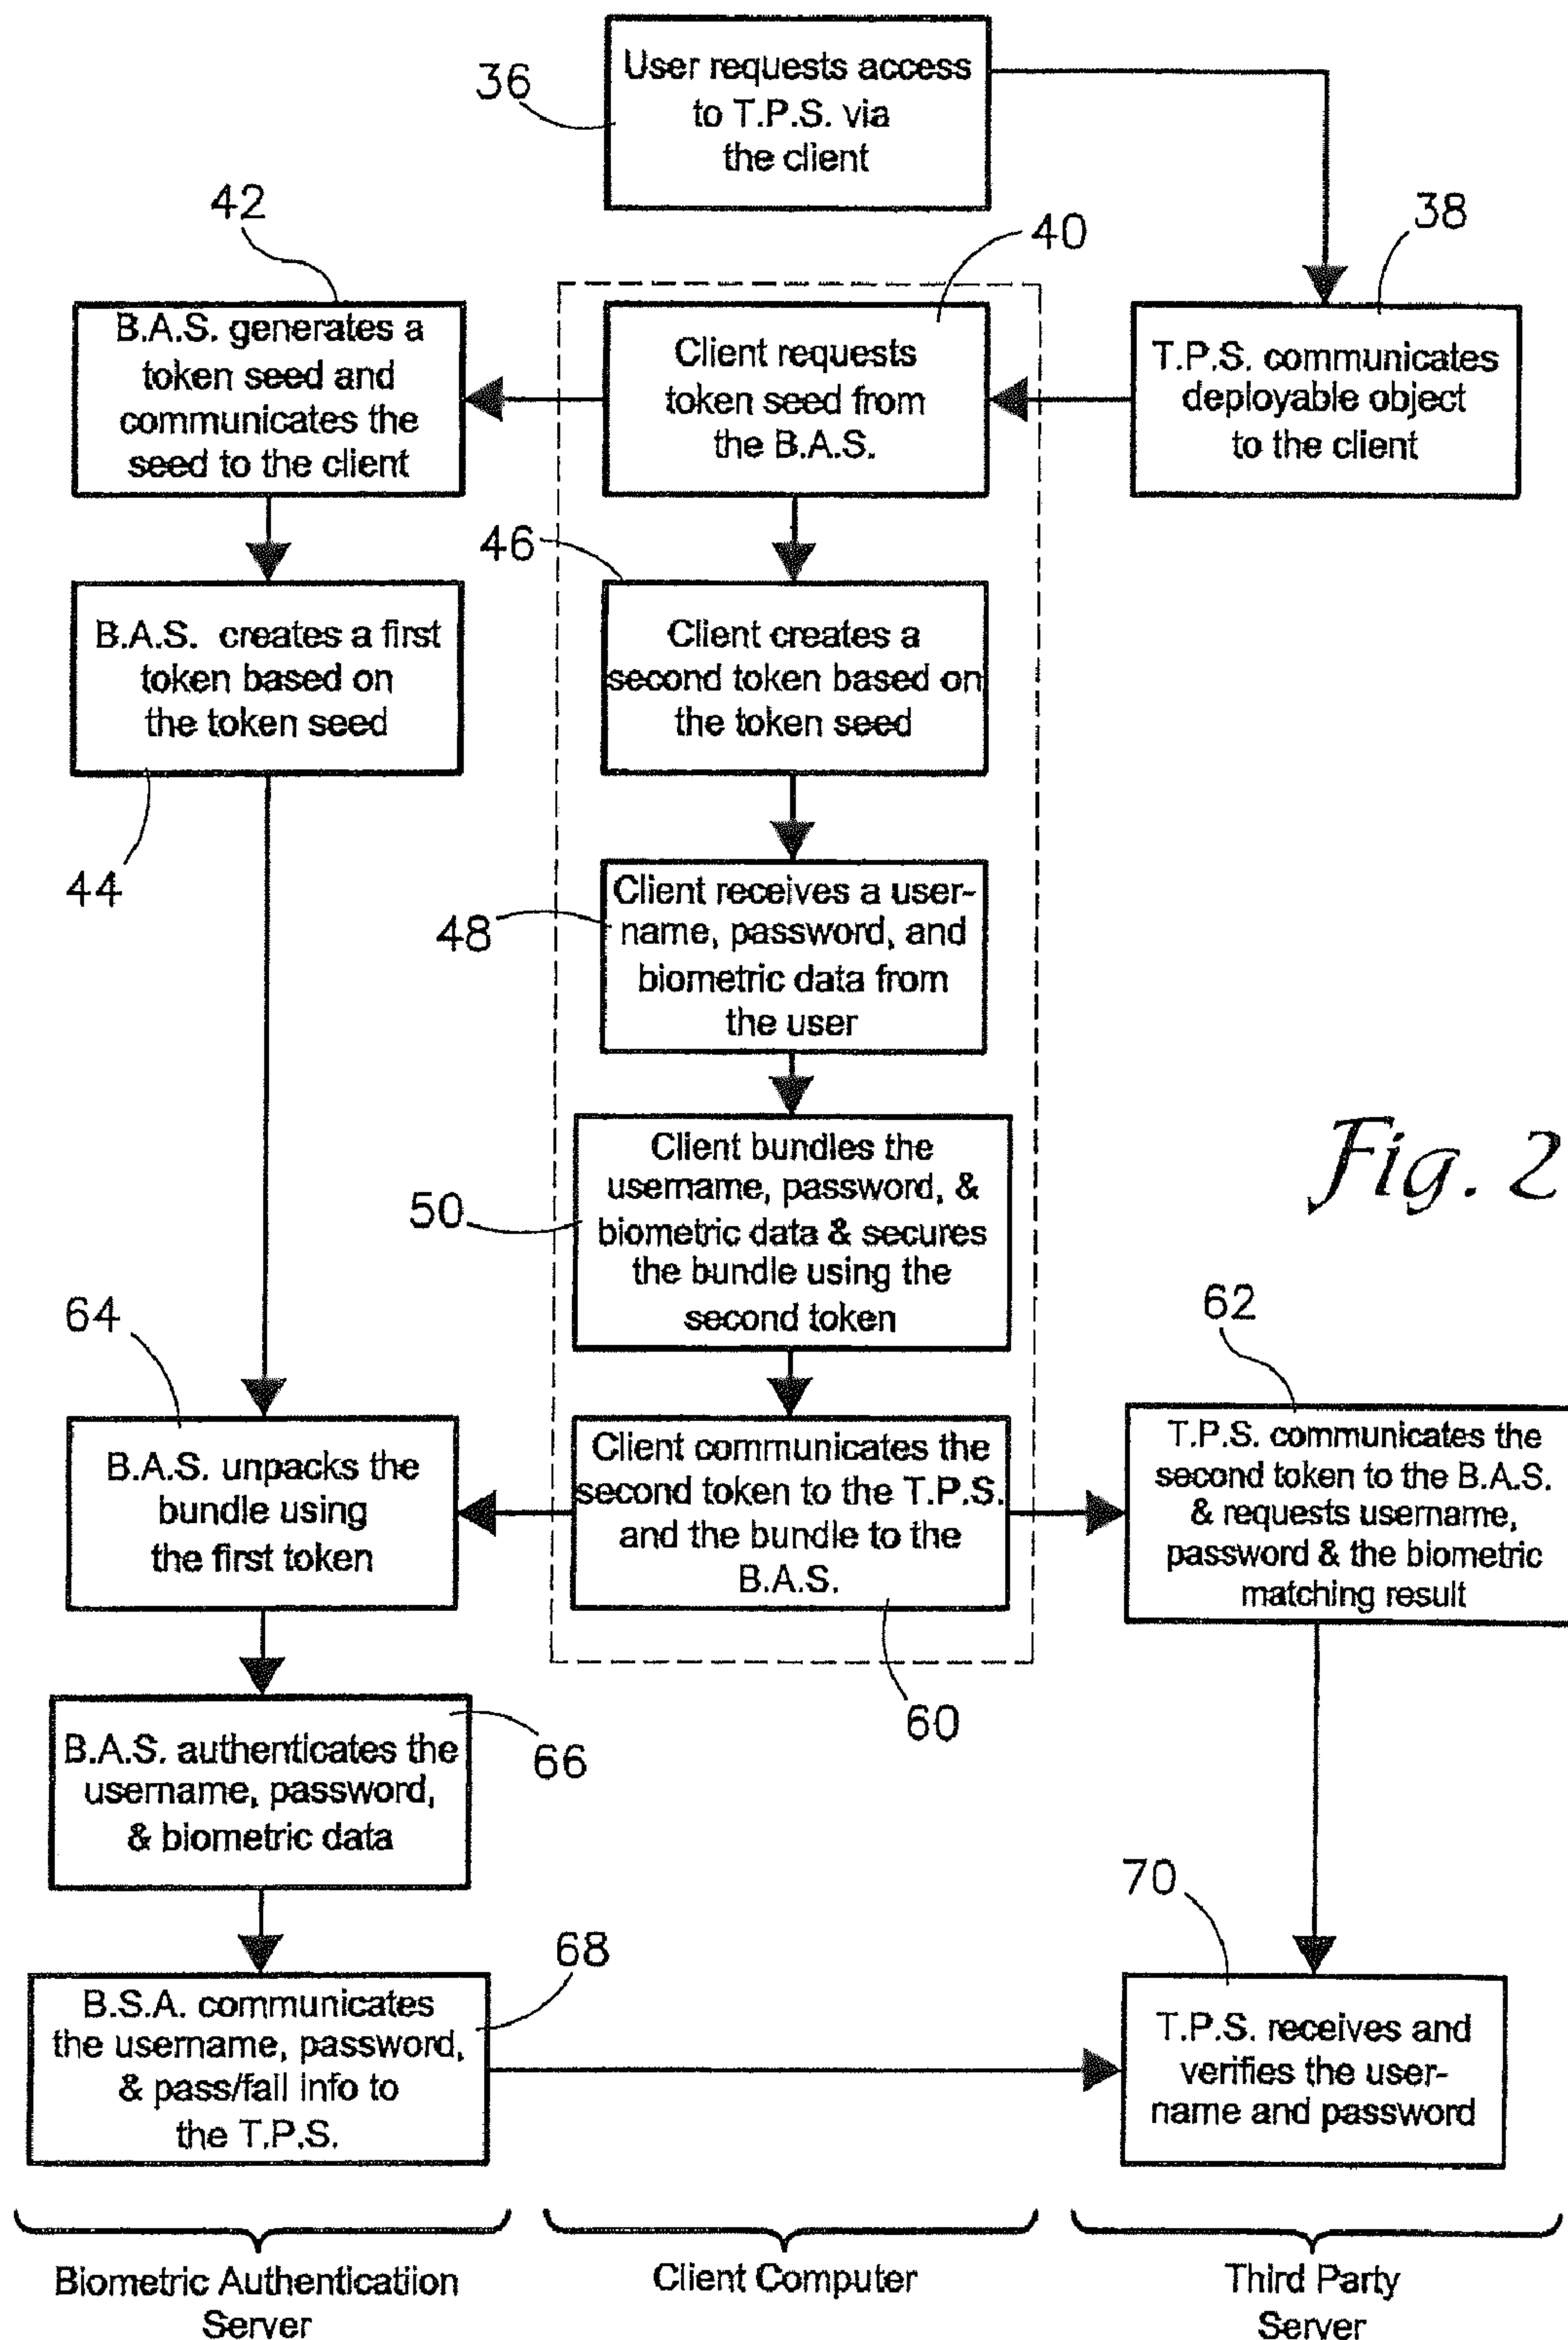 36
User requests access
to T.P.S. via
the client
42
40
38
B.A.S. generates a
token seed and
communicates the
seed to the client
Client requests
token seed from
the B.A.S.
T.P.S. communicates
deployable object
to the client
46
B.A.S. creates a first
token based on
the token seed
Client creates a
second token based on
the token seed
44
48
Client receives a user-
name, password, and
biometric data from
the user
50
Client bundles the
username, password, &
biometric data & secures
the bundle using the
second token
Fig. 2
64
62
B.A.S. unpacks the
bundle using
the first token
Client communicates the
second token to the T.P.S.
and the bundle to the
B.A.S.
T.P.S. communicates the
second token to the B.A.S.
& requests username,
password & the biometric
matching result
60
66
B.A.S. authenticates the
username, password,
& biometric data
68
70
B.S.A. communicates
the username, password,
& pass/fail info to
the T.P.S.
T.P.S. receives and
verifies the user-
name and password
Biometric Authenticatiion
Server
Client Computer
Third Party
Server